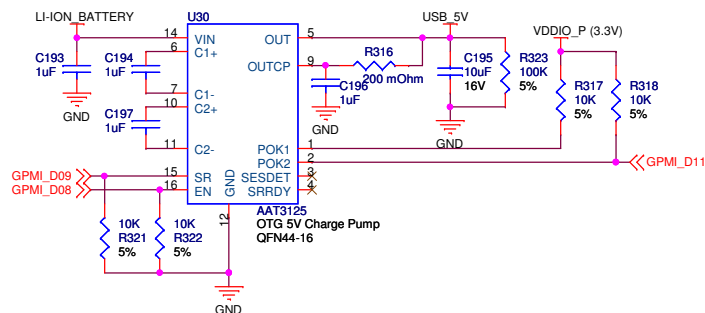 LI-ION_BATTERY
U30
USB_5V
VDDIO_P (3.3V)
14
VIN
OUT
5
6
C1+
OUTCP
9
R316
200 mOhm
C193
1uF
C194
1uF
C195
10uF
16V
R323
100K
5%
R317
10K
5%
R318
10K
5%
C196
1uF
7
C1-
10
C2+
GND
C197
1uF
GND
GND
11
C2-
POK1
1
POK2
2
GPMI_D11
GPMI_D09
15
SR
SESDET
3
GPMI_D08
16
EN
SRRDY
4
GND
12
AAT3125
OTG 5V Charge Pump
QFN44-16
10K
R321
5%
10K
R322
5%
GND